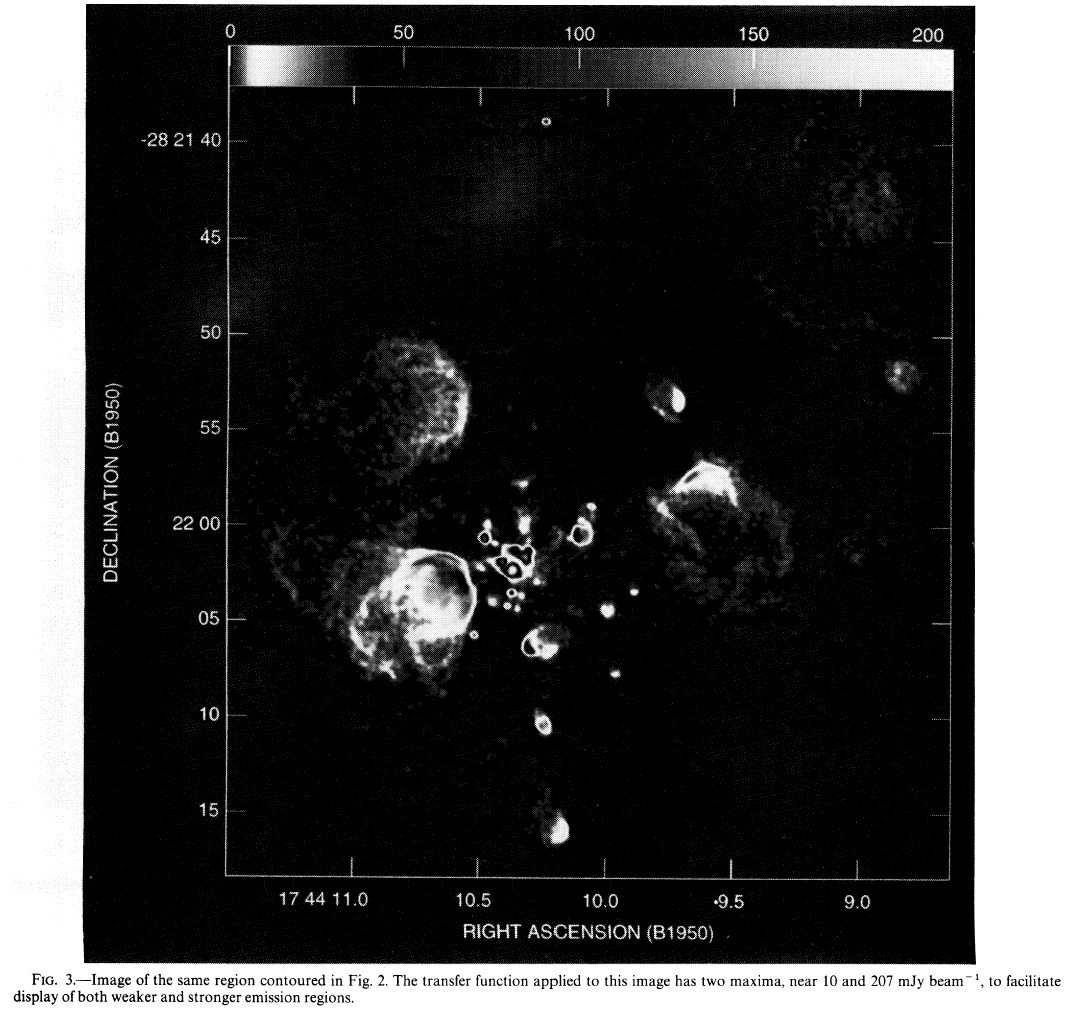 0 50 100 150 200
-28 21 40
45
50
55
22 00
05
10
15
DECLINATION (B1950)
17 44 11.0 10.5 10.0 9.5 9.0
RIGHT ASCENSION (B1950)
FIG. 3.—Image of the same region contoured in Fig. 2. The transfer function applied to this image has two maxima, near 10 and 207 mJy beam⁻¹, to facilitate
display of both weaker and stronger emission regions.